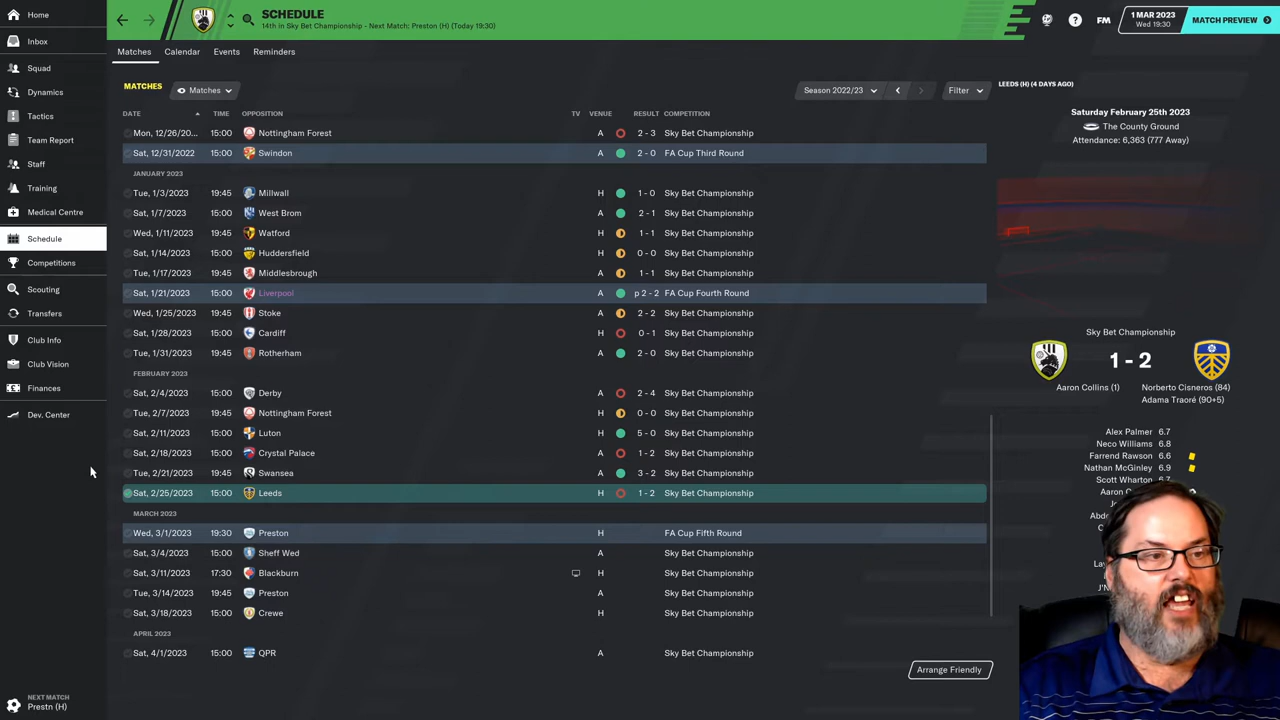 Home
Inbox
Squad
Dynamics
Tactics
Team Report
Staff
Training
Medical Centre
Schedule
Competitions
Scouting
Transfers
Club Info
Club Vision
Finances
Dev. Center
NEXT MATCH
Prestn (H)
SCHEDULE
14th in Sky Bet Championship - Next Match: Preston (H) (Today 19:30)
? FM 1 MAR 2023 MATCH PREVIEW
Wed 19:30
Matches Calendar Events Reminders
MATCHES Matches Season 2022/23 Filter
DATE TIME OPPOSITION TV VENUE RESULT COMPETITION
Mon, 12/26/20... 15:00 Nottingham Forest A 2 - 3 Sky Bet Championship
Sat, 12/31/2022 15:00 Swindon A 2 - 0 FA Cup Third Round
JANUARY 2023
Tue, 1/3/2023 19:45 Millwall H 1 - 0 Sky Bet Championship
Sat, 1/7/2023 15:00 West Brom A 2 - 1 Sky Bet Championship
Wed, 1/11/2023 19:45 Watford H 1 - 1 Sky Bet Championship
Sat, 1/14/2023 15:00 Huddersfield H 0 - 0 Sky Bet Championship
Tue, 1/17/2023 19:45 Middlesbrough A 1 - 1 Sky Bet Championship
Sat, 1/21/2023 15:00 Liverpool A p 2 - 2 FA Cup Fourth Round
Wed, 1/25/2023 19:45 Stoke A 2 - 2 Sky Bet Championship
Sat, 1/28/2023 15:00 Cardiff H 0 - 1 Sky Bet Championship
Tue, 1/31/2023 19:45 Rotherham A 2 - 0 Sky Bet Championship
FEBRUARY 2023
Sat, 2/4/2023 15:00 Derby A 2 - 4 Sky Bet Championship
Tue, 2/7/2023 19:45 Nottingham Forest H 0 - 0 Sky Bet Championship
Sat, 2/11/2023 15:00 Luton H 5 - 0 Sky Bet Championship
Sat, 2/18/2023 15:00 Crystal Palace A 1 - 2 Sky Bet Championship
Tue, 2/21/2023 19:45 Swansea A 3 - 2 Sky Bet Championship
Sat, 2/25/2023 15:00 Leeds H 1 - 2 Sky Bet Championship
MARCH 2023
Wed, 3/1/2023 19:30 Preston H FA Cup Fifth Round
Sat, 3/4/2023 15:00 Sheff Wed A Sky Bet Championship
Sat, 3/11/2023 17:30 Blackburn H Sky Bet Championship
Tue, 3/14/2023 19:45 Preston A Sky Bet Championship
Sat, 3/18/2023 15:00 Crewe H Sky Bet Championship
APRIL 2023
Sat, 4/1/2023 15:00 QPR A Sky Bet Championship
Arrange Friendly
LEEDS (H) (4 DAYS AGO)
Saturday February 25th 2023
The County Ground
Attendance: 6,363 (777 Away)
Sky Bet Championship
1 - 2
Aaron Collins (1) Norberto Cisneros (84)
Adama Traoré (90+5)
Alex Palmer 6.7
Neco Williams 6.8
Farrend Rawson 6.6
Nathan McGinley 6.9
Scott Wharton
Aaron